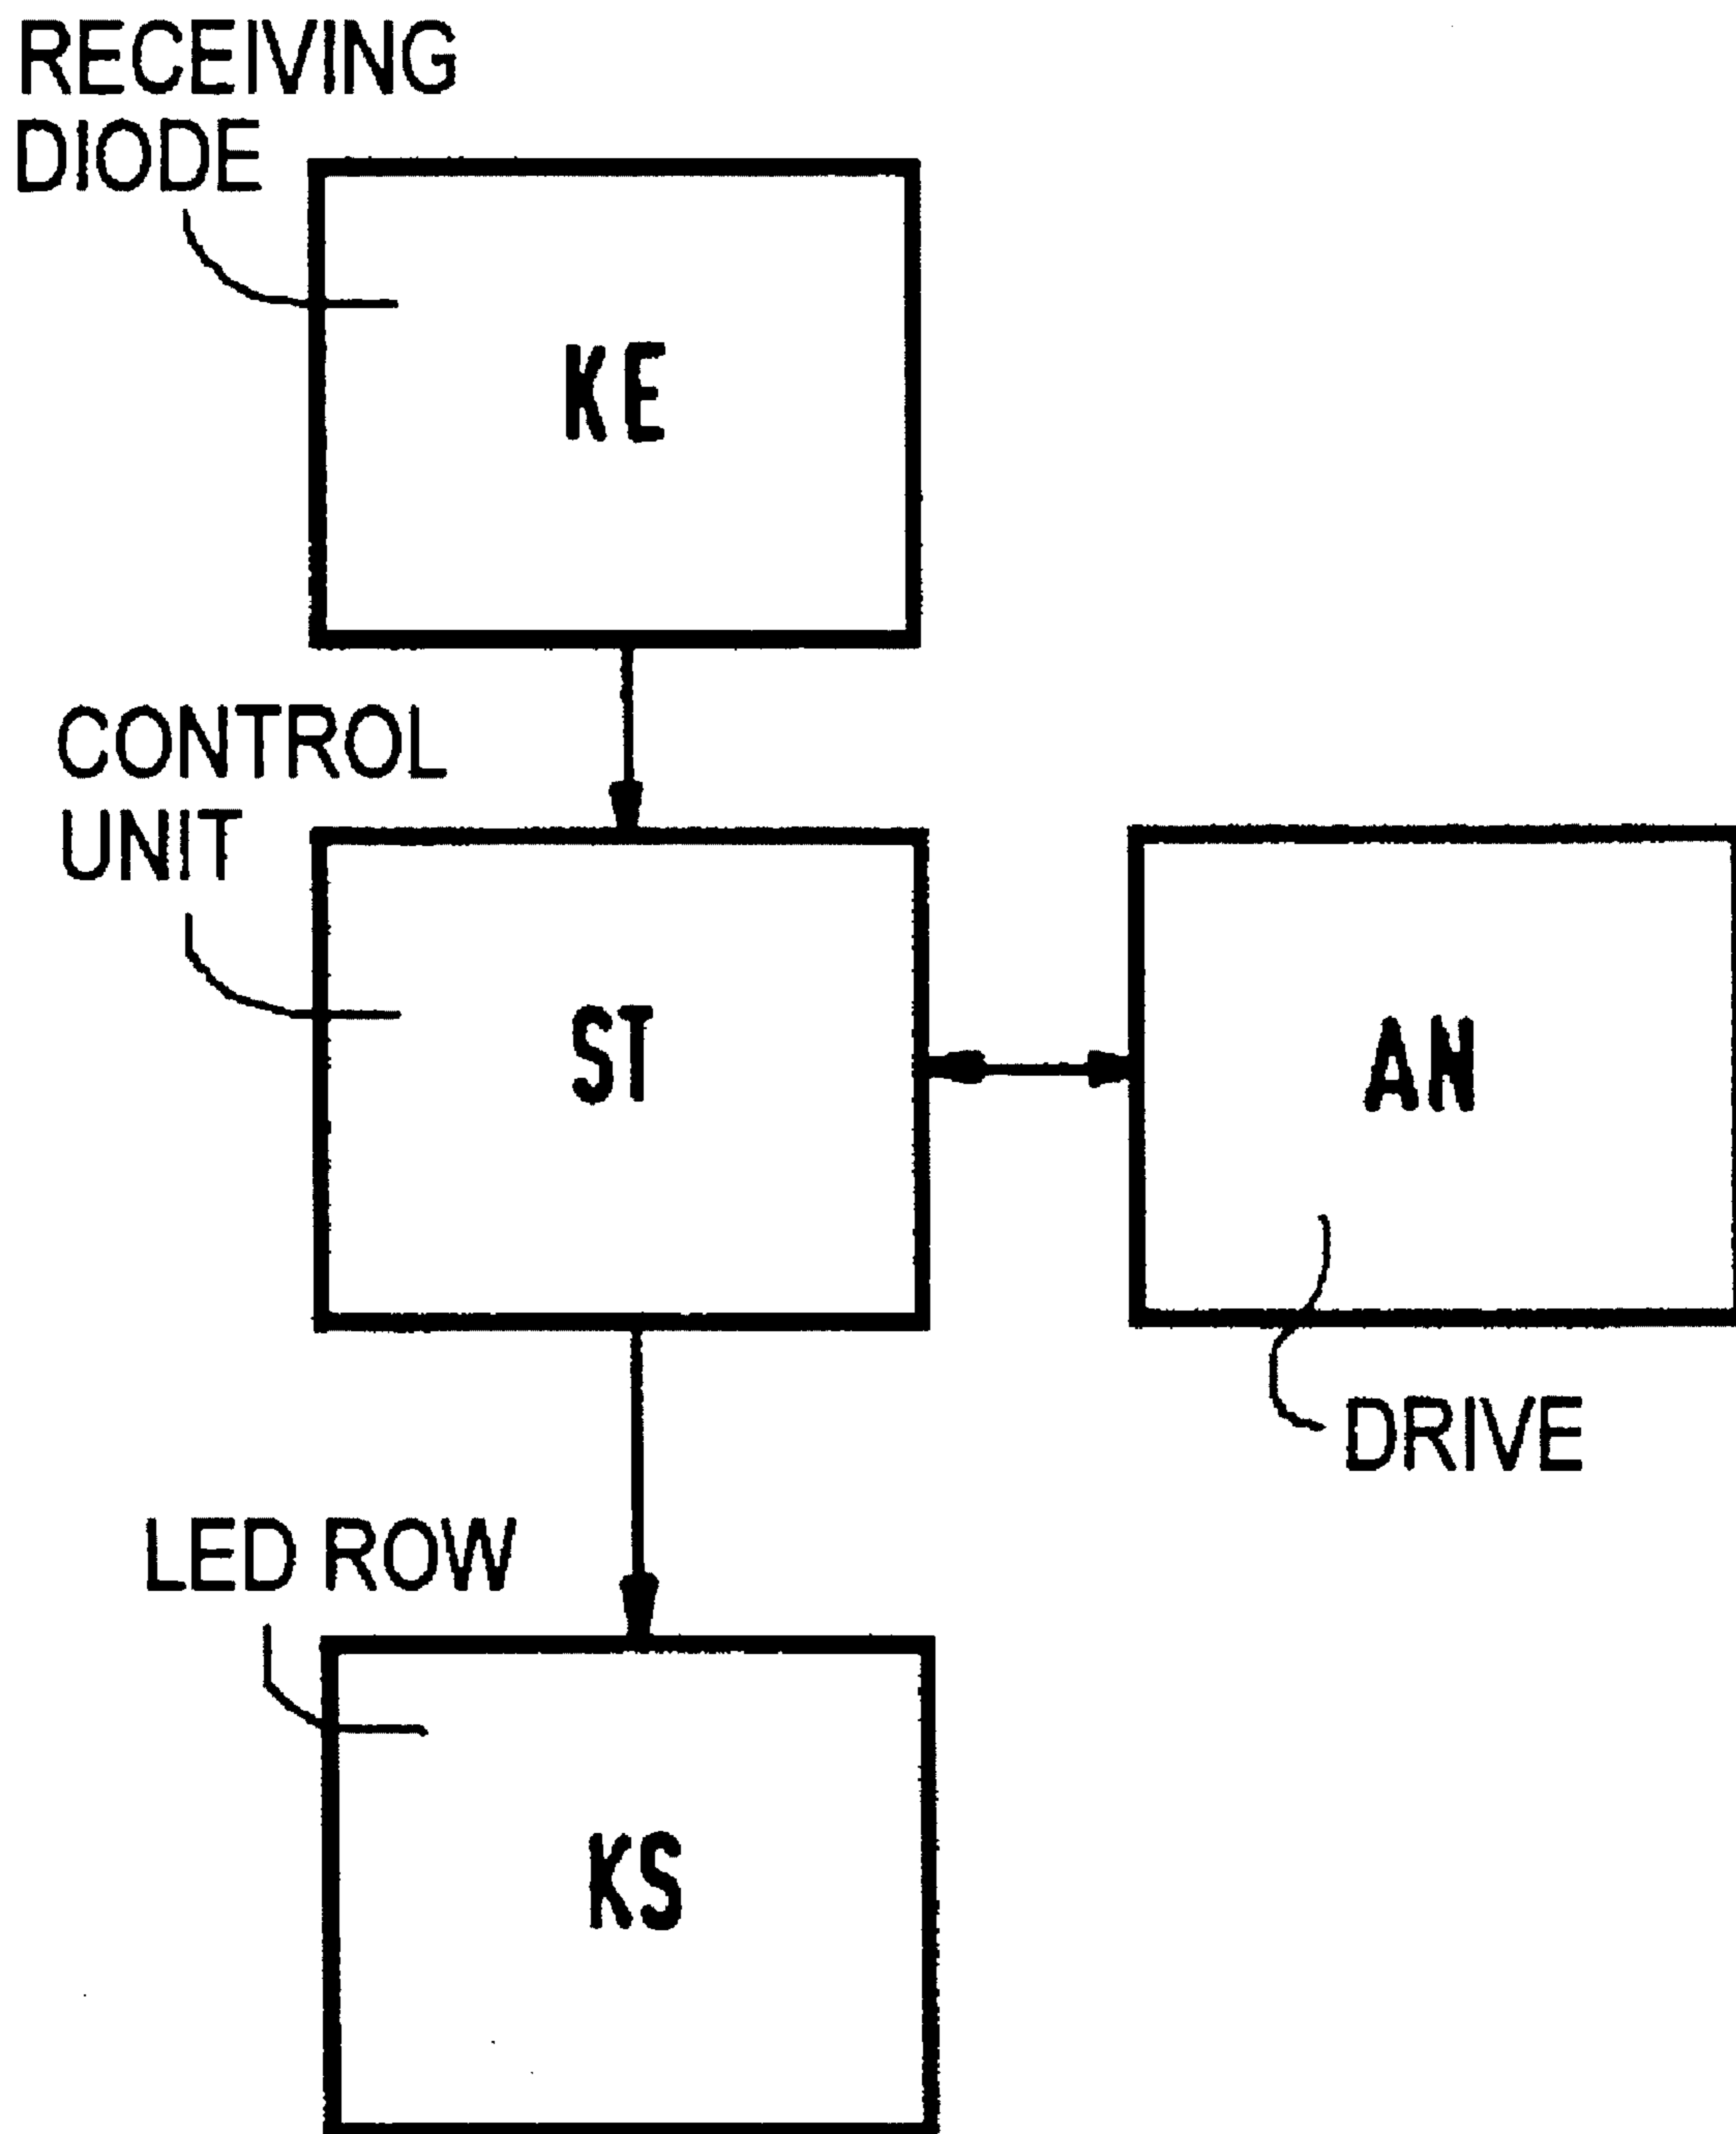 RECEIVING
DIODE
KE
CONTROL
UNIT
ST
AN
DRIVE
LED ROW
KS